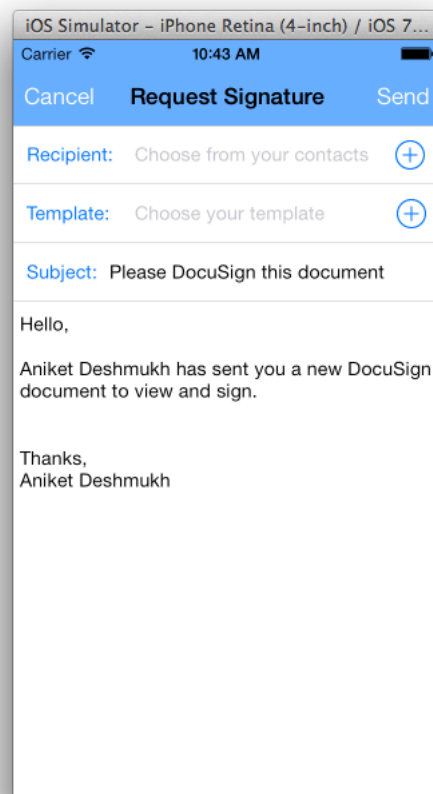 iOS Simulator – iPhone Retina (4-inch) / iOS 7...
Carrier 10:43 AM
Cancel Request Signature Send
Recipient: Choose from your contacts
Template: Choose your template
Subject: Please DocuSign this document
Hello,
Aniket Deshmukh has sent you a new DocuSign
document to view and sign.
Thanks,
Aniket Deshmukh